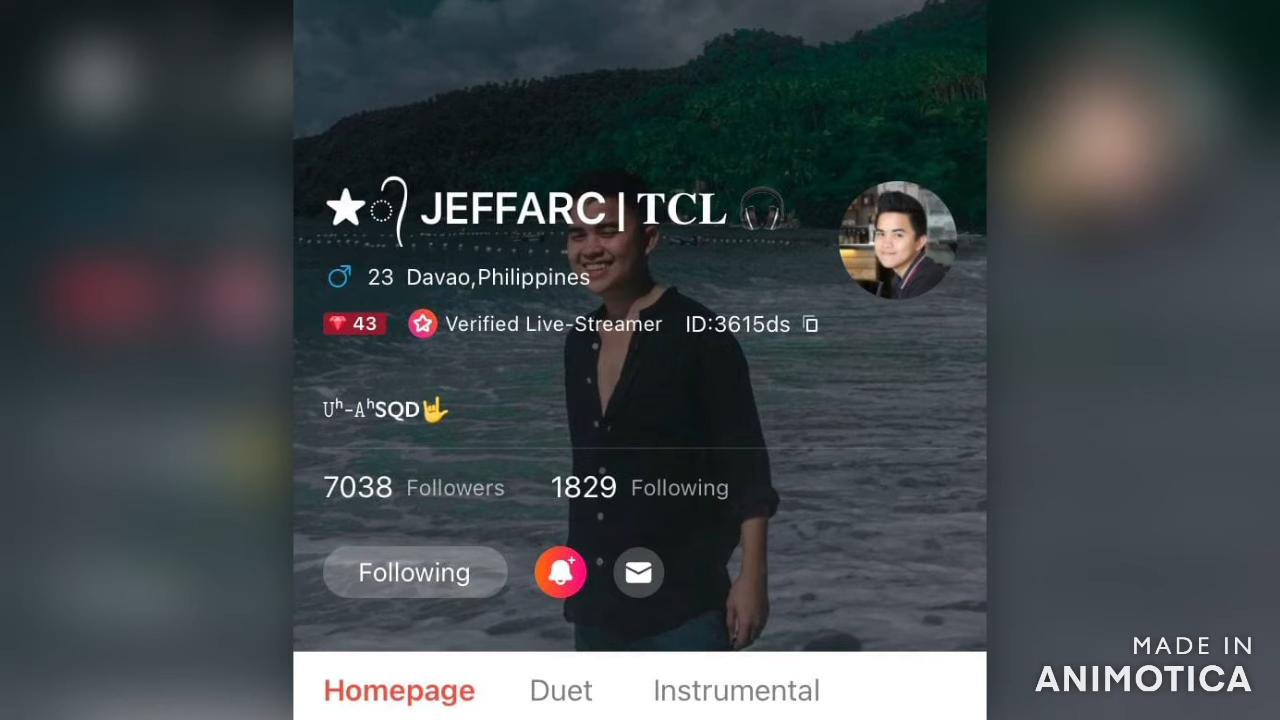 ★᭄ JEFFARC | TCL 🎧
♂ 23 Davao,Philippines
43 Verified Live-Streamer ID:3615ds
Uʰ-AʰSQD🤟
7038 Followers 1829 Following
Following
Homepage Duet Instrumental
MADE IN
ANIMOTICA